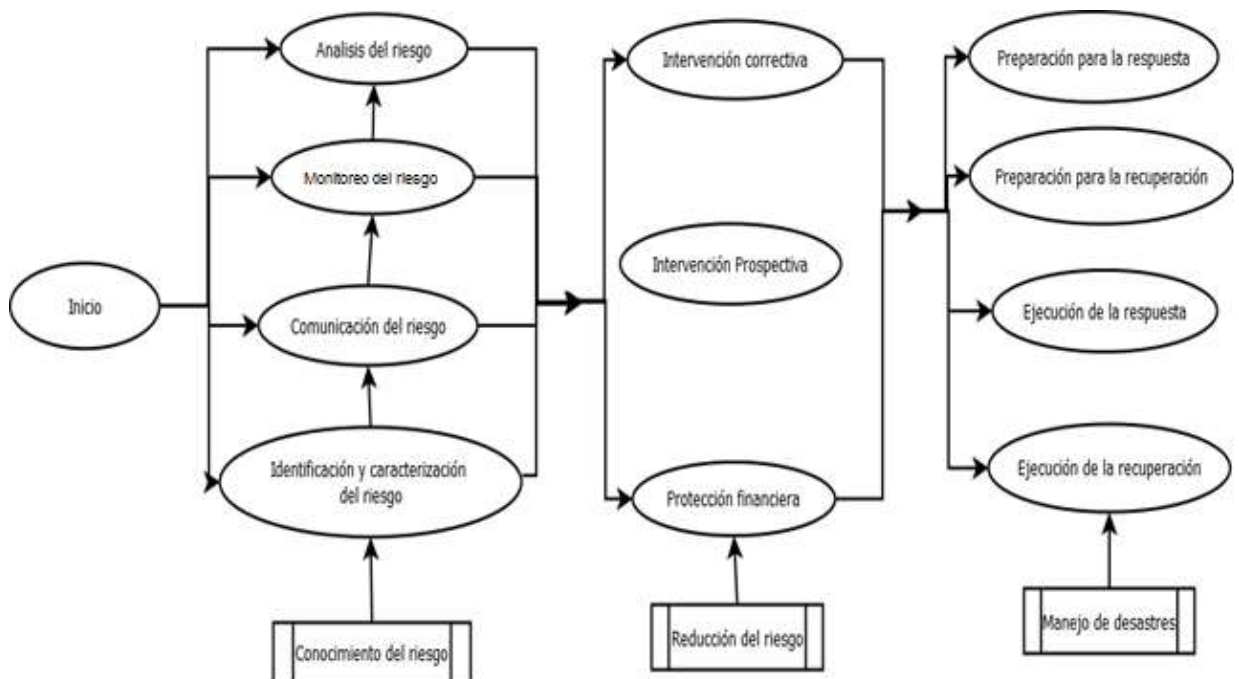 Analisis del riesgo
Monitoreo del riesgo
Inicio
Comunicación del riesgo
Identificación y caracterización
del riesgo
Conocimiento del riesgo
Intervención correctiva
Intervención Prospectiva
Protección financiera
Reducción del riesgo
Preparación para la respuesta
Preparación para la recuperación
Ejecución de la respuesta
Ejecución de la recuperación
Manejo de desastres